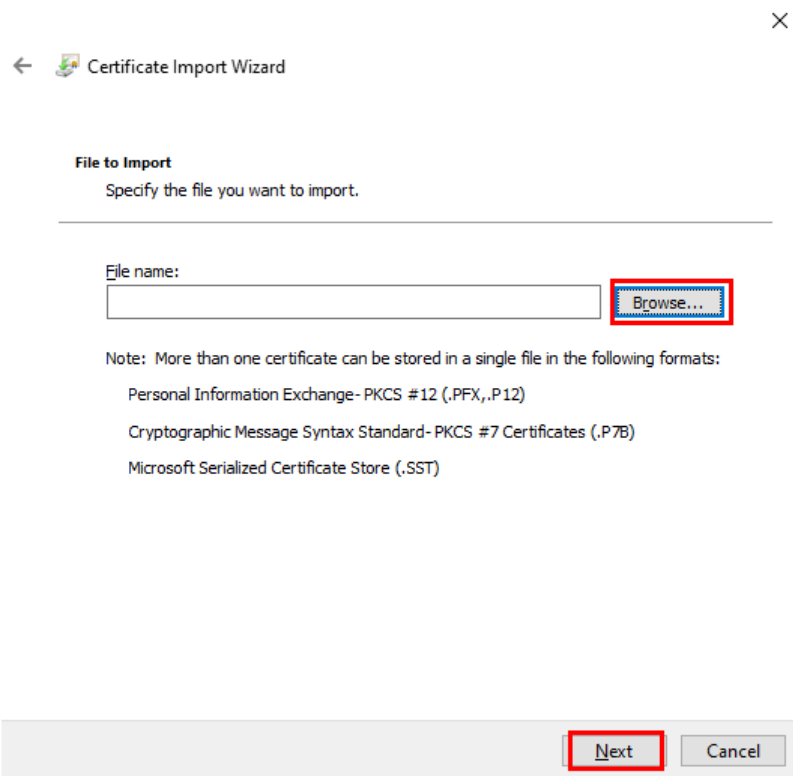 Certificate Import Wizard
File to Import
Specify the file you want to import.
File name:
Browse...
Note: More than one certificate can be stored in a single file in the following formats:
Personal Information Exchange- PKCS #12 (.PFX,.P12)
Cryptographic Message Syntax Standard- PKCS #7 Certificates (.P7B)
Microsoft Serialized Certificate Store (.SST)
Next
Cancel